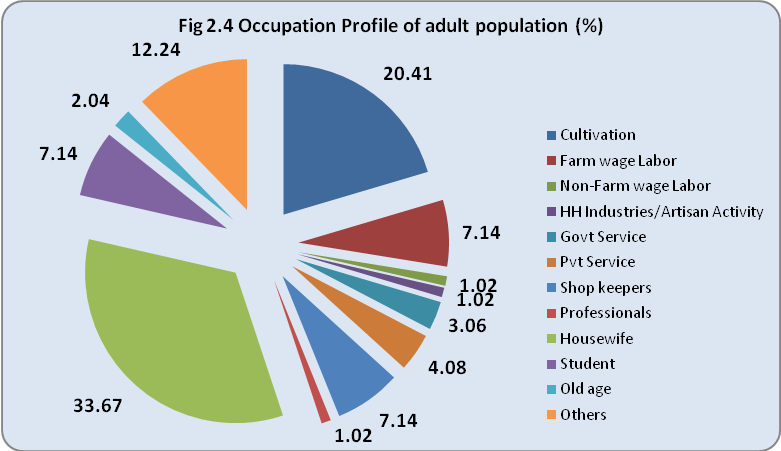 Fig 2.4 Occupation Profile of adult population (%)
12.24
20.41
2.04
7.14
7.14
1.02
1.02
3.06
4.08
7.14
1.02
33.67
Cultivation
Farm wage Labor
Non-Farm wage Labor
HH Industries/Artisan Activity
Govt Service
Pvt Service
Shop keepers
Professionals
Housewife
Student
Old age
Others